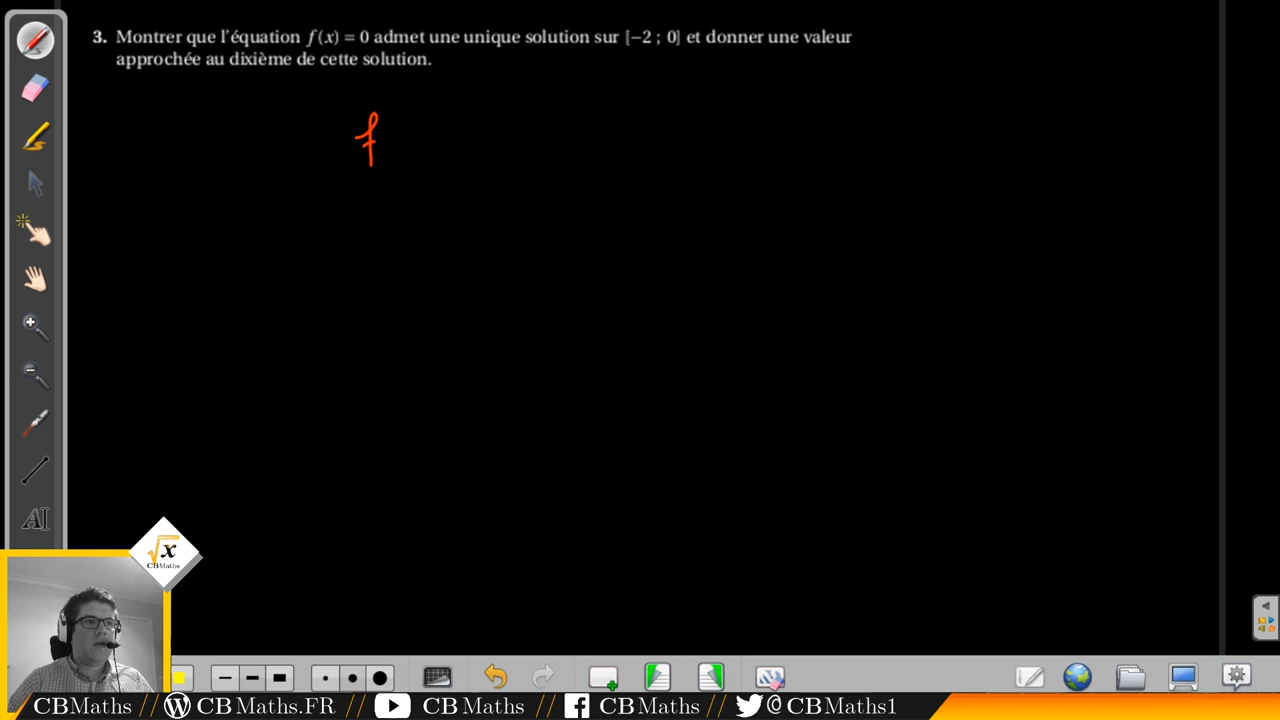 3. Montrer que l'équation f(x) = 0 admet une unique solution sur [−2 ; 0] et donner une valeur
approchée au dixième de cette solution.
f
AI
√x
CBMaths
CBMaths // CBMaths.FR // CBMaths // CBMaths // @CBMaths1